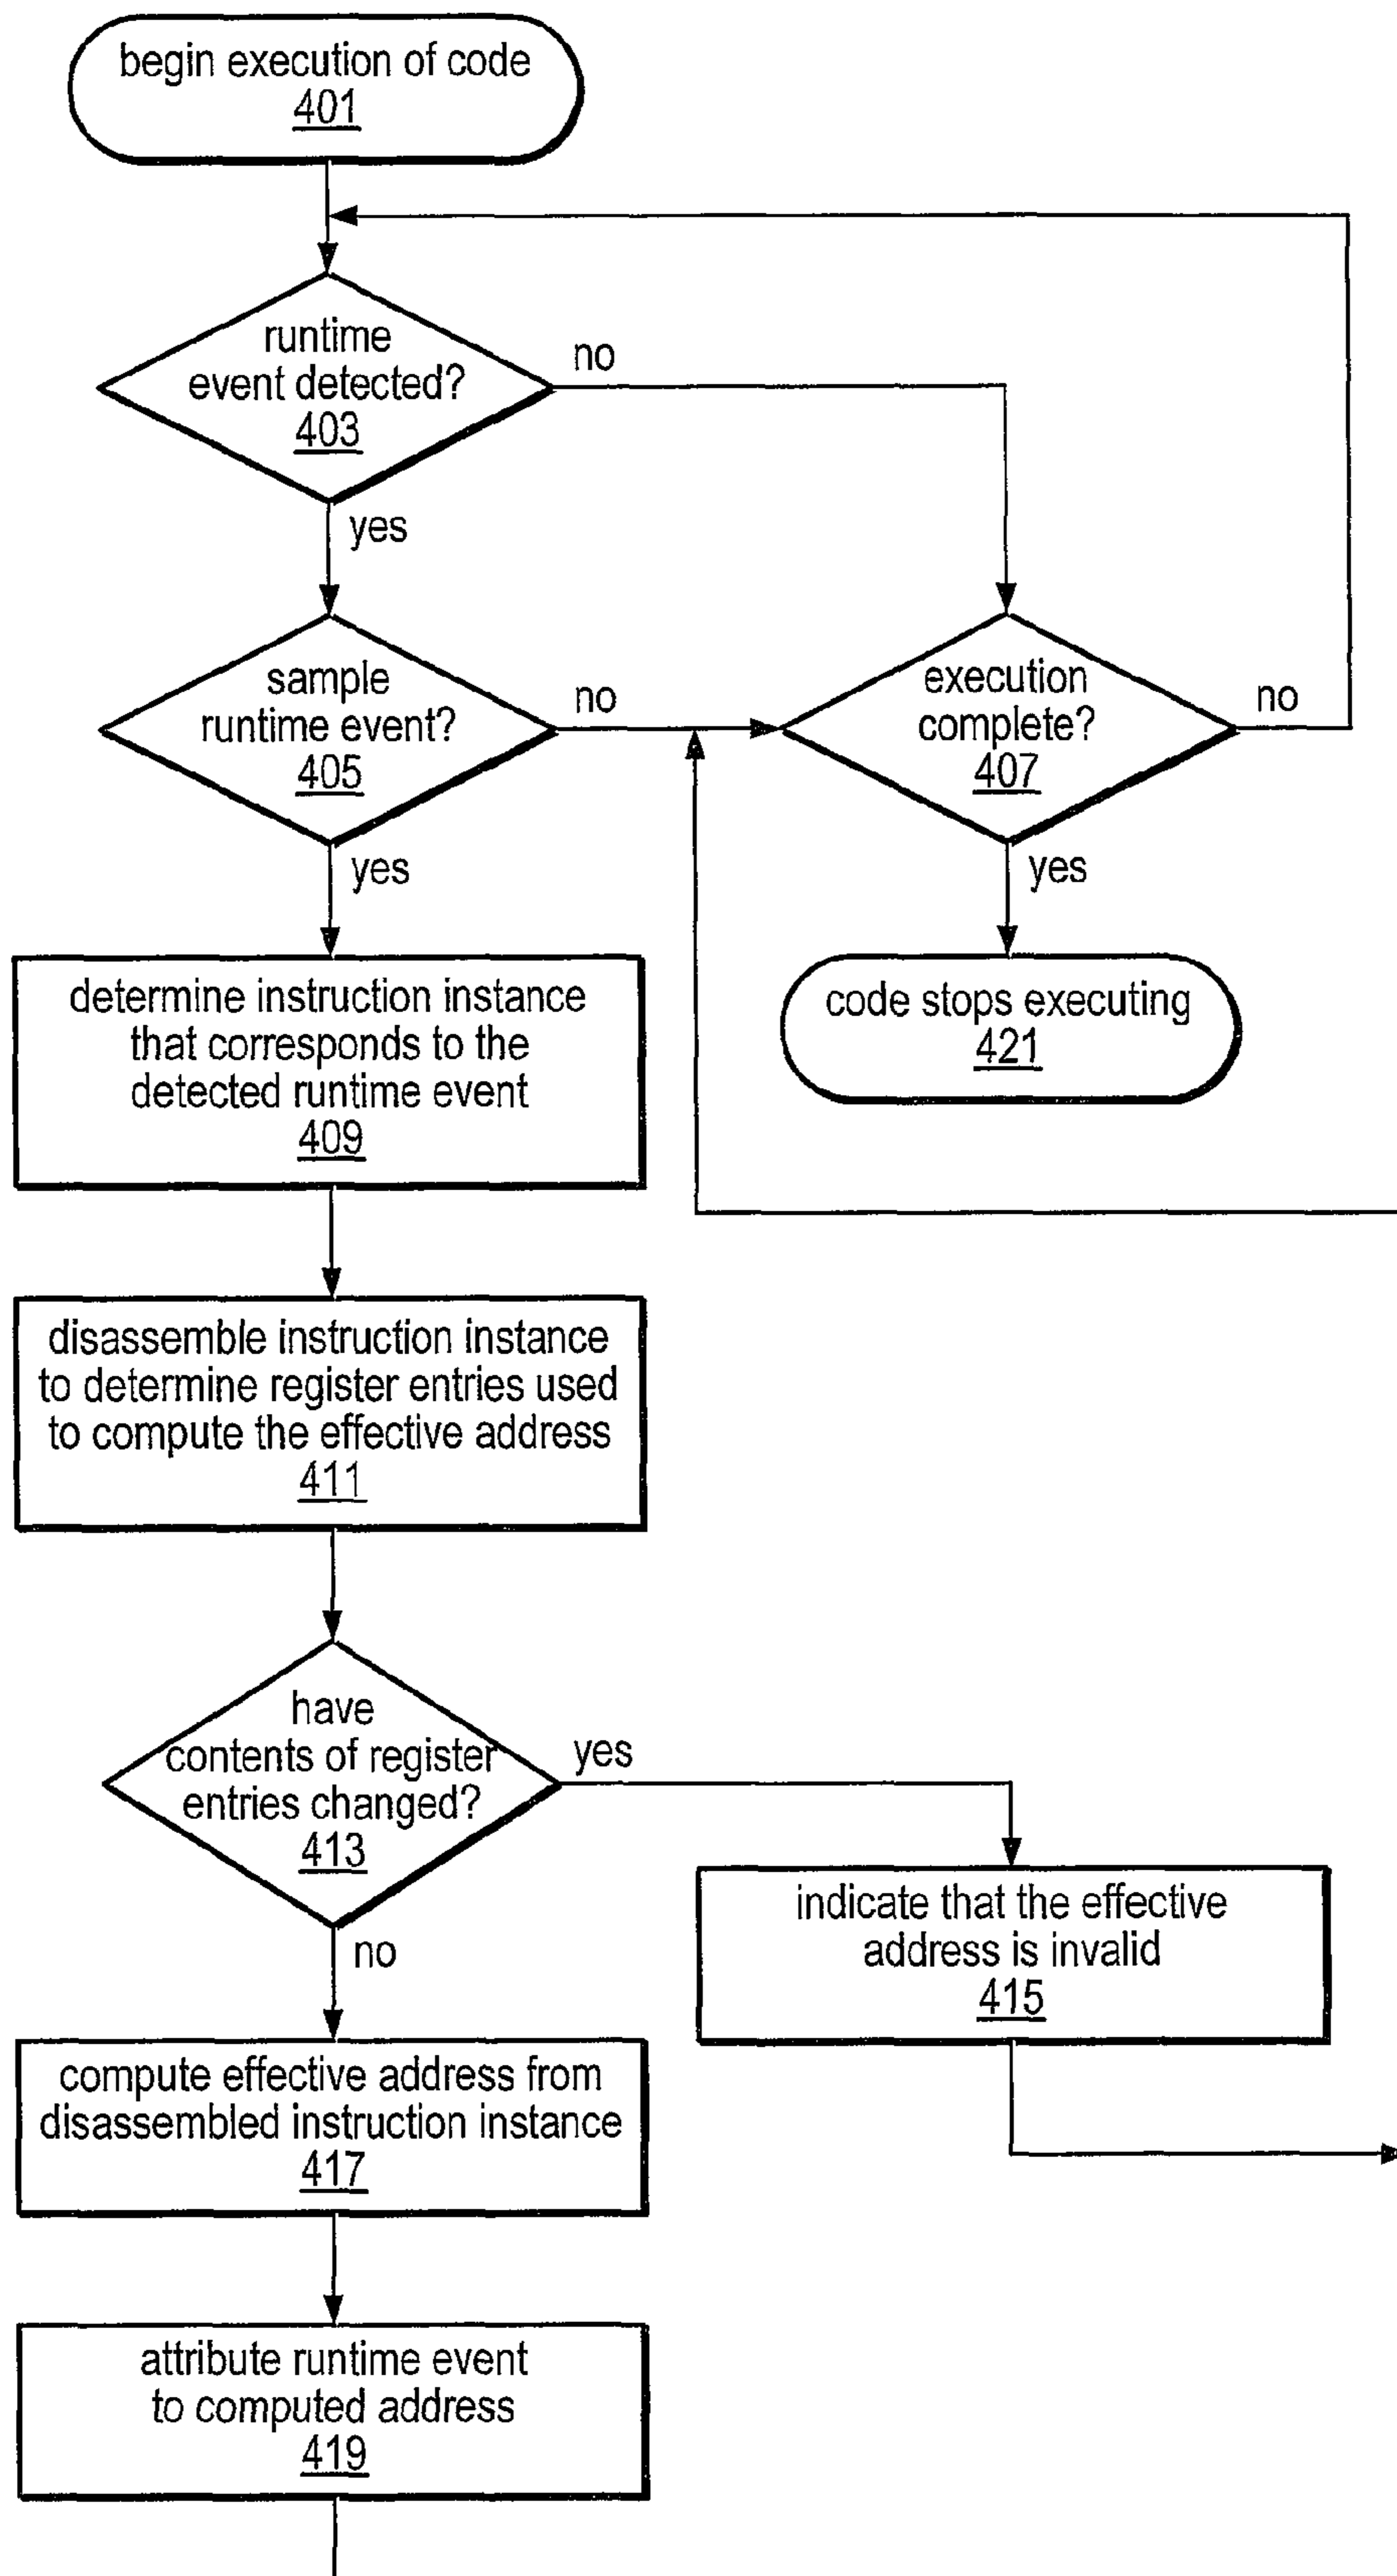 begin execution of code
401
runtime
event detected?
403
no
yes
sample
runtime event?
405
no
yes
execution
complete?
407
no
yes
determine instruction instance
that corresponds to the
detected runtime event
409
code stops executing
421
disassemble instruction instance
to determine register entries used
to compute the effective address
411
have
contents of register
entries changed?
413
yes
no
indicate that the effective
address is invalid
415
compute effective address from
disassembled instruction instance
417
attribute runtime event
to computed address
419